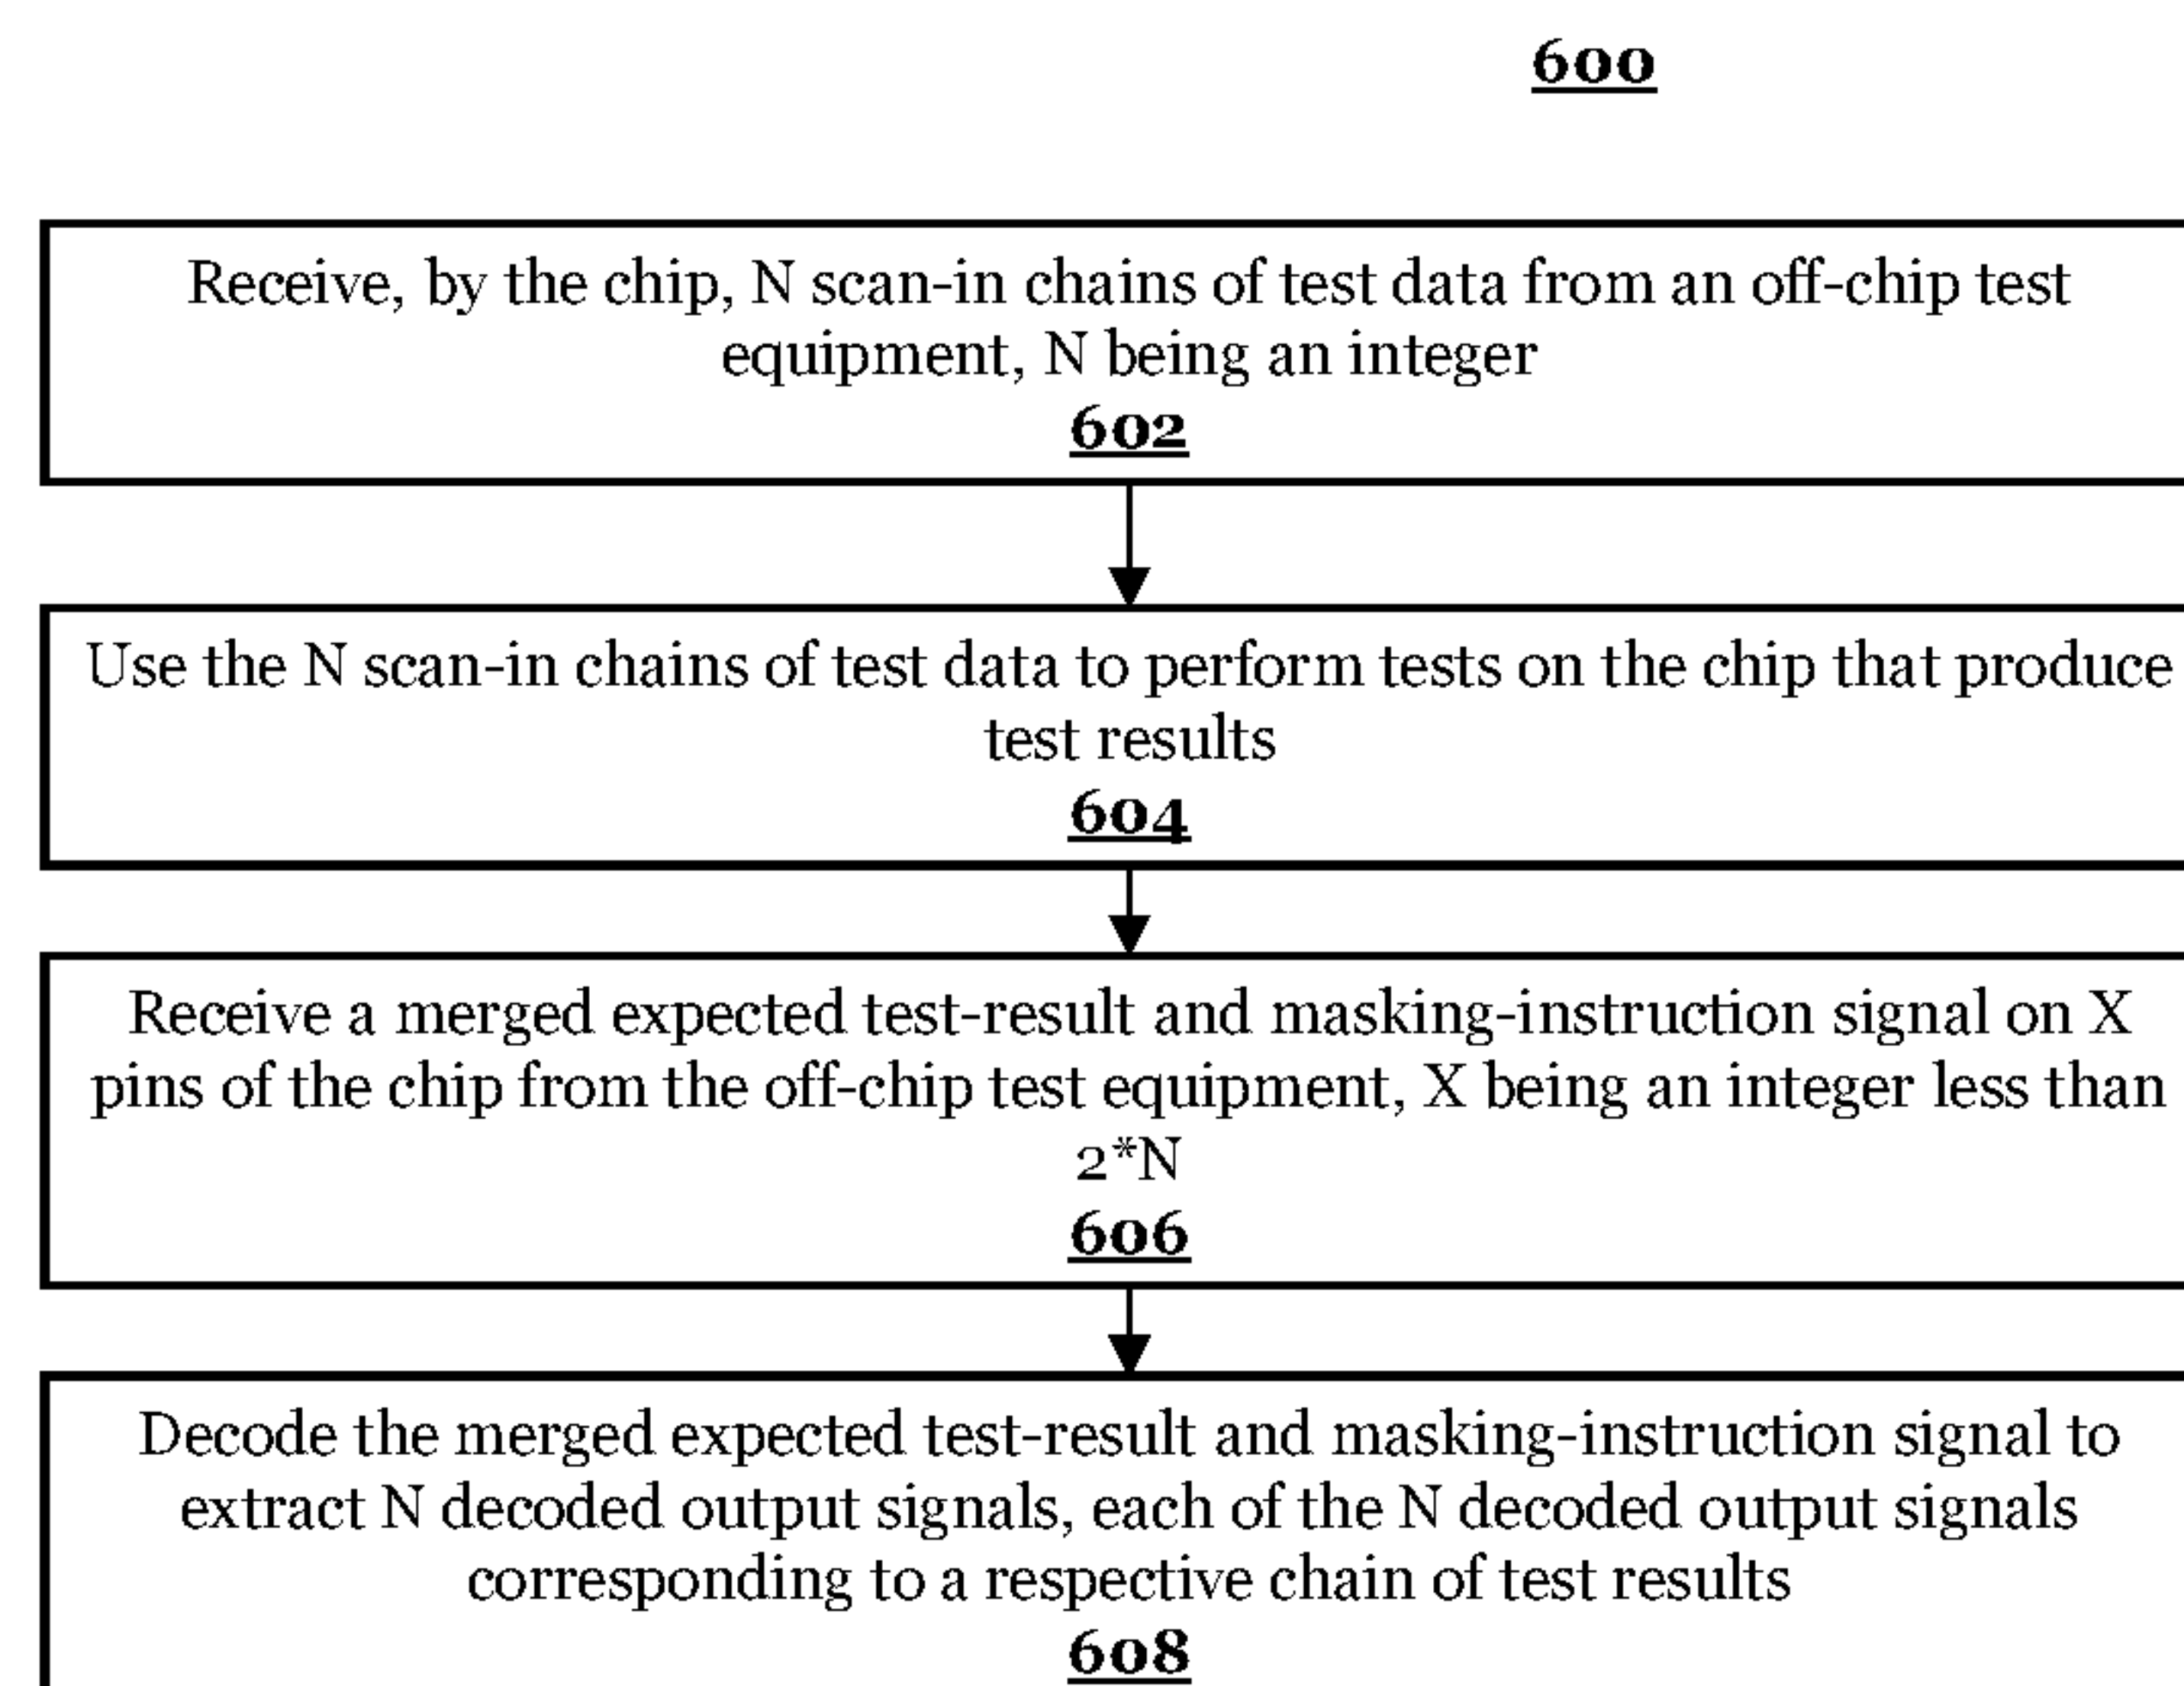 600
Receive, by the chip, N scan-in chains of test data from an off-chip test
equipment, N being an integer
602
Use the N scan-in chains of test data to perform tests on the chip that produce
test results
604
Receive a merged expected test-result and masking-instruction signal on X
pins of the chip from the off-chip test equipment, X being an integer less than
2*N
606
Decode the merged expected test-result and masking-instruction signal to
extract N decoded output signals, each of the N decoded output signals
corresponding to a respective chain of test results
608